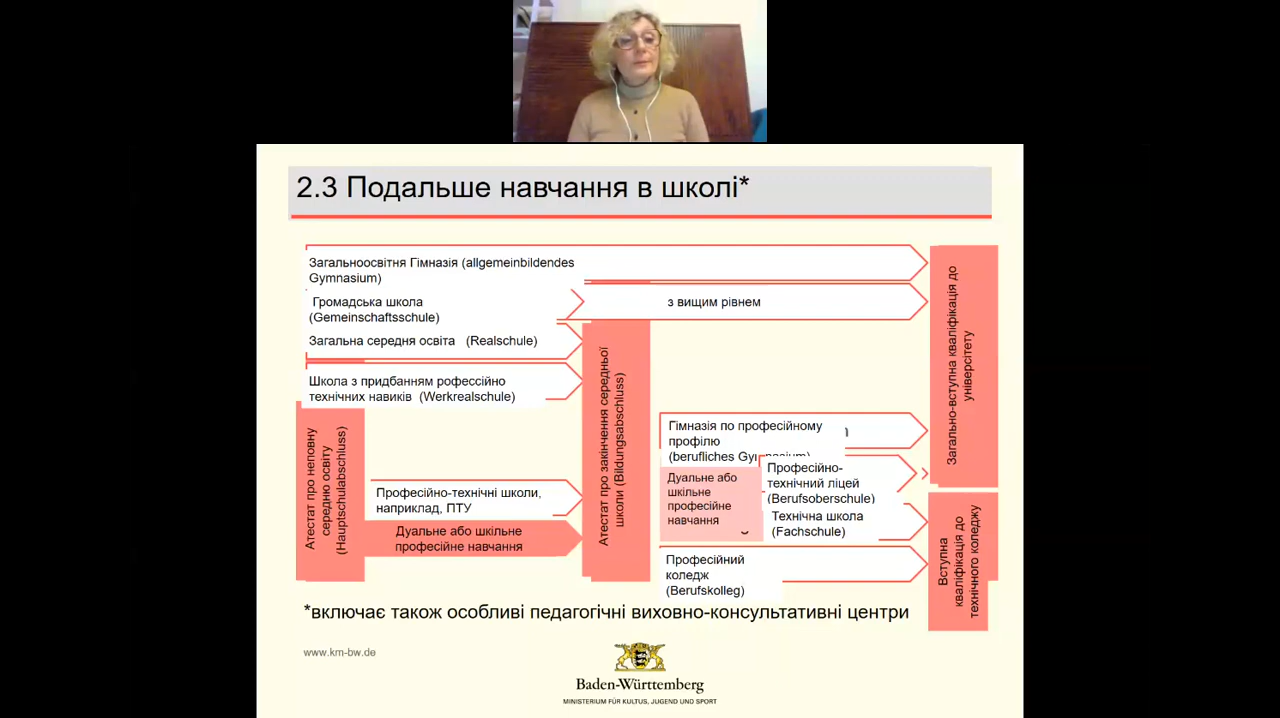 2.3 Подальше навчання в школі*
Загальноосвітня Гімназія (allgemeinbildendes
Gymnasium)
Громадська школа
(Gemeinschaftsschule)
з вищим рівнем
Загальна середня освіта (Realschule)
Школа з придбанням рофессійно
технічних навиків (Werkrealschule)
Атестат про неповну
середню освіту
(Hauptschulabschluss)
Професійно-технічні школи,
наприклад, ПТУ
Дуальне або шкільне
професійне навчання
Атестат про закінчення середньої
школи (Bildungsabschluss)
Гімназія по професійному
профілю
(berufliches Gymnasium)
Дуальне або
шкільне
професійне
навчання
Професійно-
технічний ліцей
(Berufsoberschule)
Технічна школа
(Fachschule)
Професійний
коледж
(Berufskolleg)
Загально-вступна кваліфікація до
університету
Вступна
кваліфікація до
технічного коледжу
*включає також особливі педагогічні виховно-консультативні центри
www.km-bw.de
Baden-Württemberg
MINISTERIUM FÜR KULTUS, JUGEND UND SPORT